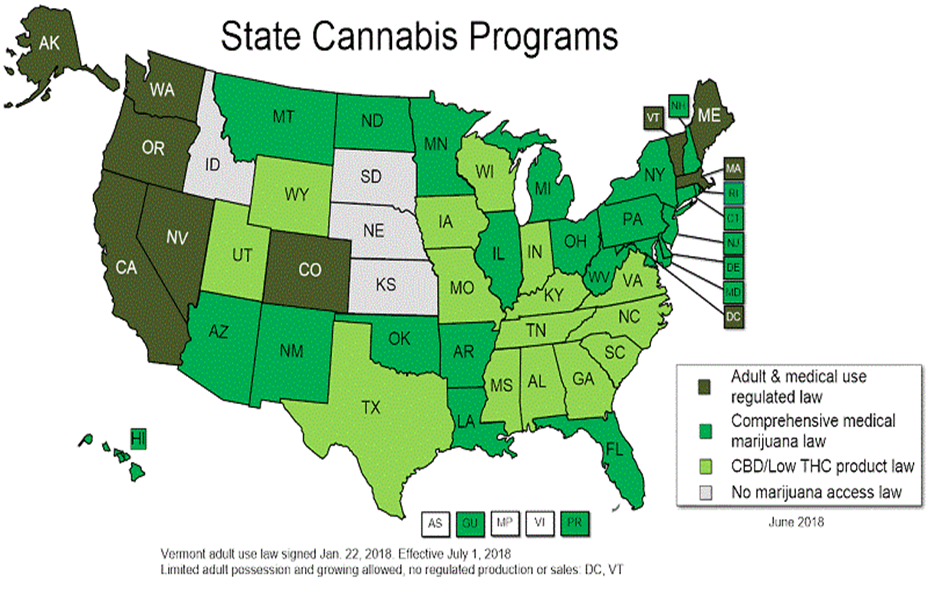 State Cannabis Programs
AK
WA
OR
CA
NV
ID
MT
WY
UT
CO
AZ
NM
ND
SD
NE
KS
OK
TX
MN
IA
MO
AR
LA
WI
IL
MS
MI
IN
KY
TN
AL
OH
WV
VA
NC
SC
GA
FL
PA
NY
VT
NH
ME
MA
RI
CT
NJ
DE
MD
DC
HI
Adult & medical use
regulated law
Comprehensive medical
marijuana law
CBD/Low THC product law
No marijuana access law
June 2018
AS GU MP VI PR
Vermont adult use law signed Jan. 22, 2018. Effective July 1, 2018
Limited adult possession and growing allowed, no regulated production or sales: DC, VT